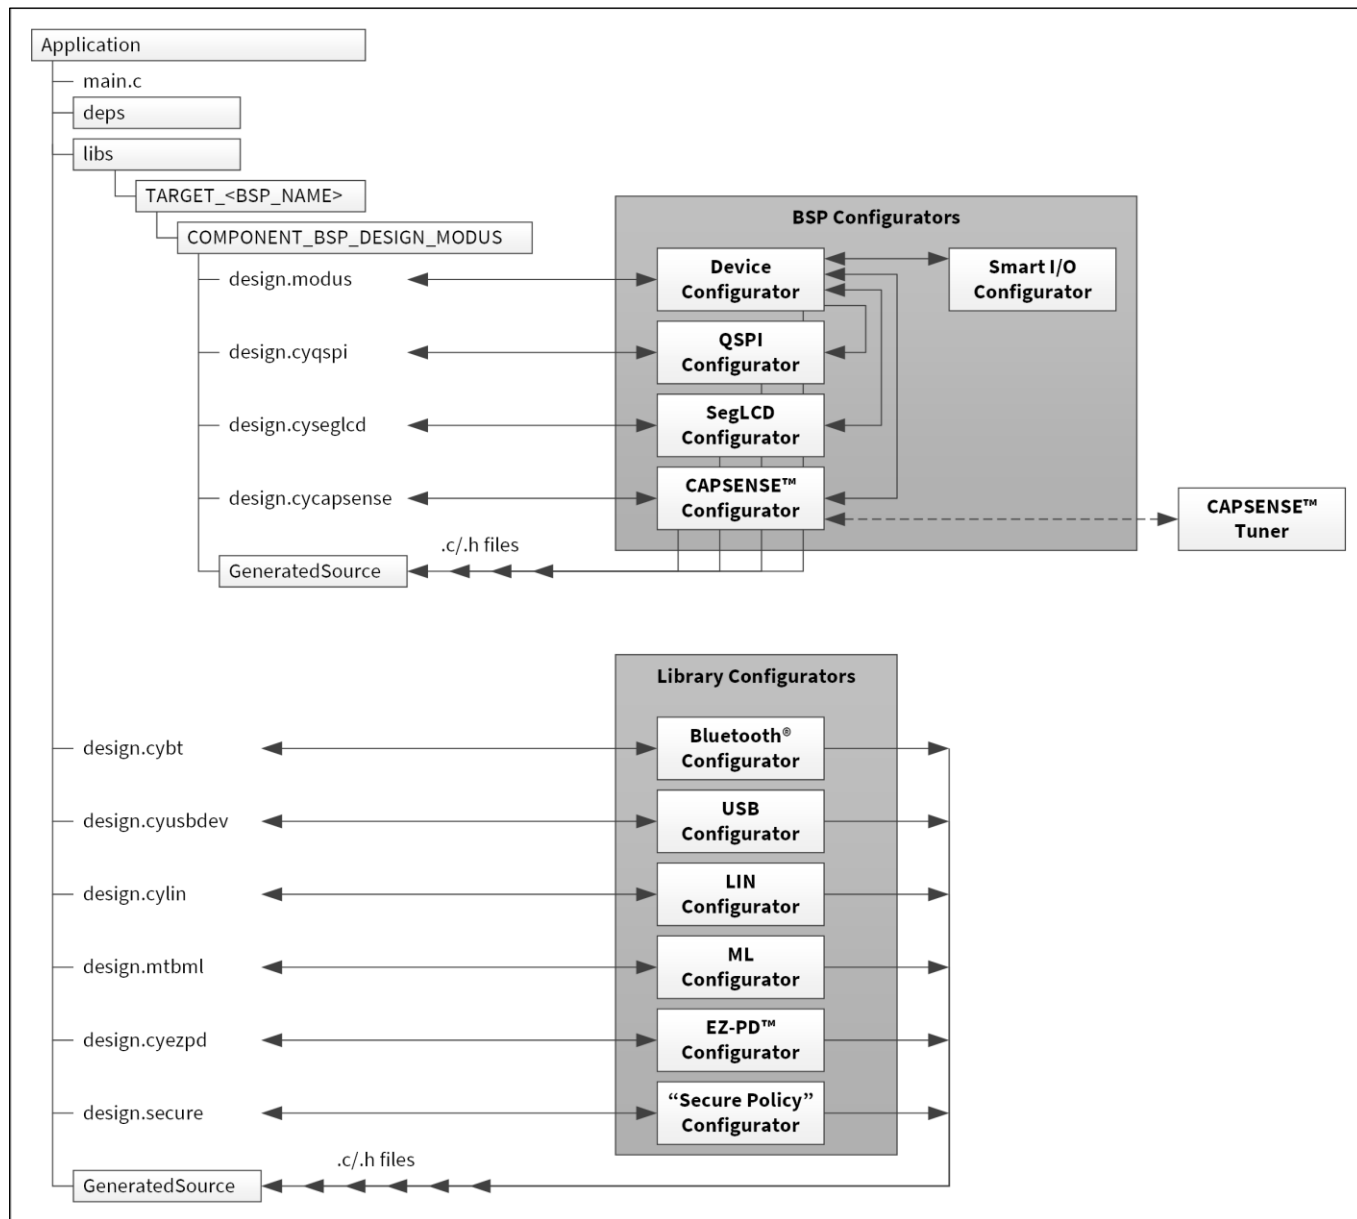 Application
main.c
deps
libs
TARGET_<BSP_NAME>
COMPONENT_BSP_DESIGN_MODUS
design.modus
design.cyqspi
design.cyseglcd
design.cycapsense
.c/.h files
GeneratedSource
BSP Configurators
Device
Configurator
Smart I/O
Configurator
QSPI
Configurator
SegLCD
Configurator
CAPSENSE™
Configurator
CAPSENSE™
Tuner
Library Configurators
design.cybt
Bluetooth®
Configurator
design.cyusbdev
USB
Configurator
design.cylin
LIN
Configurator
design.mtbml
ML
Configurator
design.cyezpd
EZ-PD™
Configurator
design.secure
“Secure Policy”
Configurator
.c/.h files
GeneratedSource